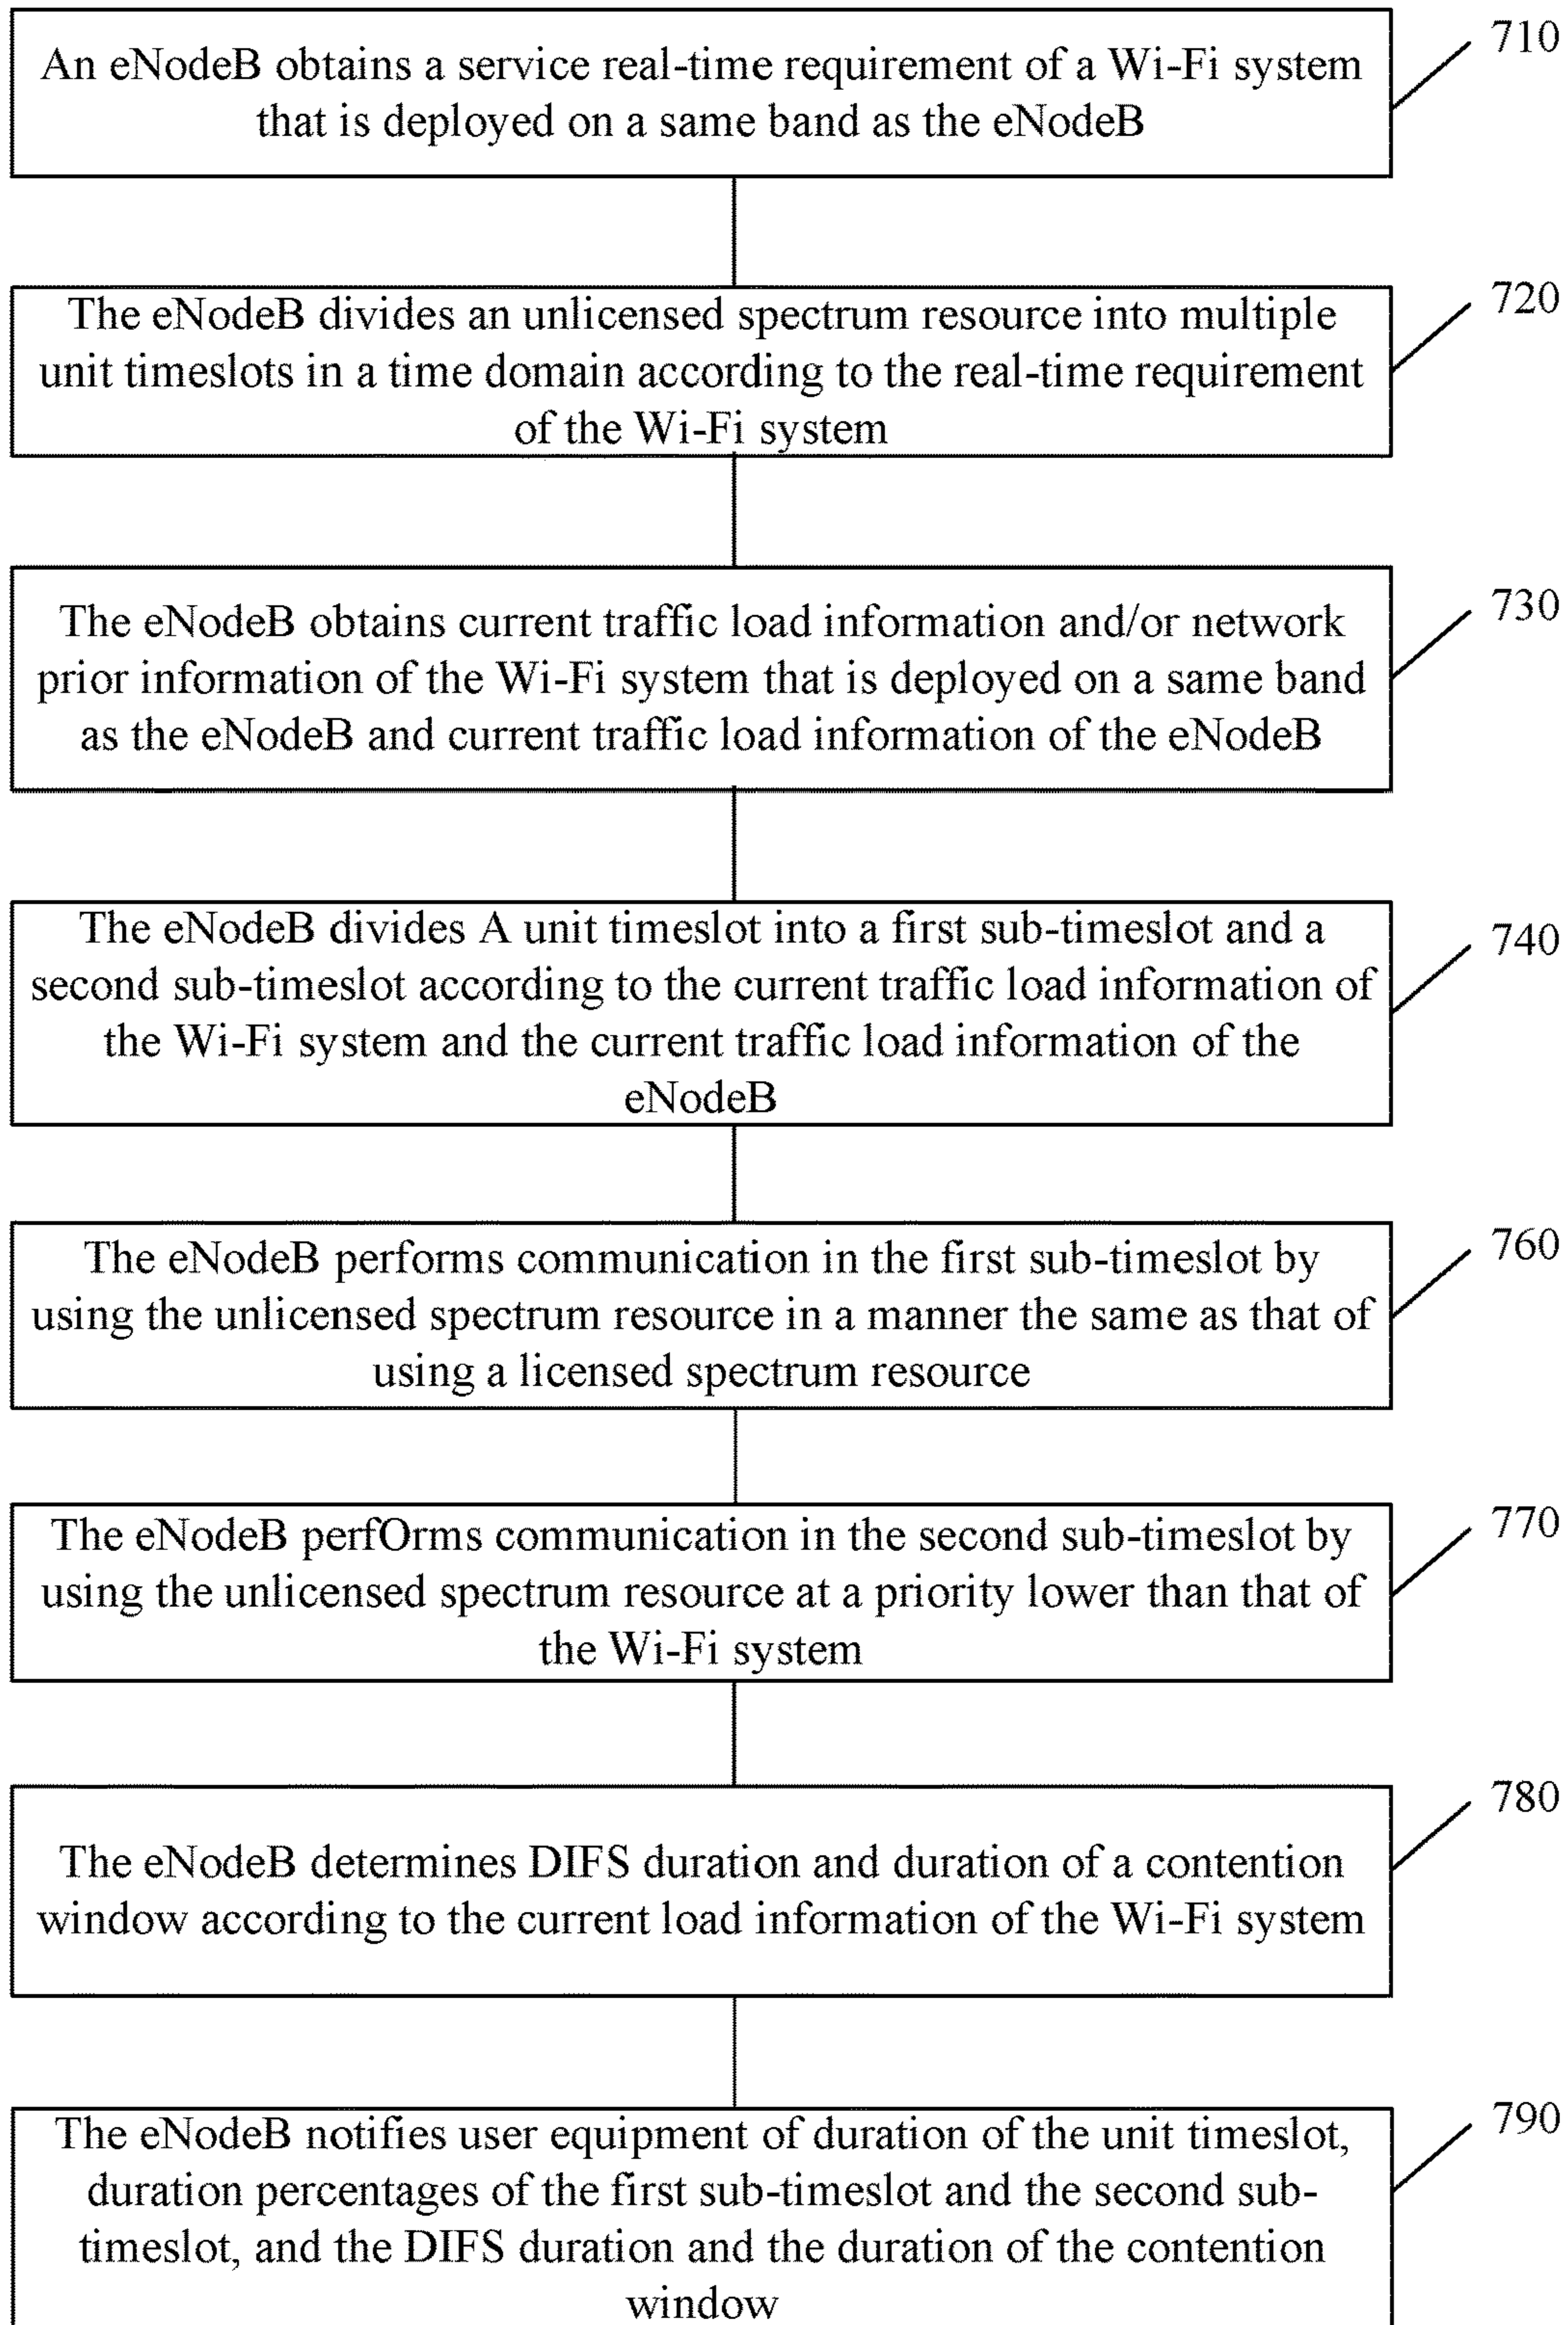 An eNodeB obtains a service real-time requirement of a Wi-Fi system
that is deployed on a same band as the eNodeB
710
The eNodeB divides an unlicensed spectrum resource into multiple
unit timeslots in a time domain according to the real-time requirement
of the Wi-Fi system
720
The eNodeB obtains current traffic load information and/or network
prior information of the Wi-Fi system that is deployed on a same band
as the eNodeB and current traffic load information of the eNodeB
730
The eNodeB divides A unit timeslot into a first sub-timeslot and a
second sub-timeslot according to the current traffic load information of
the Wi-Fi system and the current traffic load information of the
eNodeB
740
The eNodeB performs communication in the first sub-timeslot by
using the unlicensed spectrum resource in a manner the same as that of
using a licensed spectrum resource
760
The eNodeB perfOrms communication in the second sub-timeslot by
using the unlicensed spectrum resource at a priority lower than that of
the Wi-Fi system
770
The eNodeB determines DIFS duration and duration of a contention
window according to the current load information of the Wi-Fi system
780
The eNodeB notifies user equipment of duration of the unit timeslot,
duration percentages of the first sub-timeslot and the second sub-
timeslot, and the DIFS duration and the duration of the contention
window
790